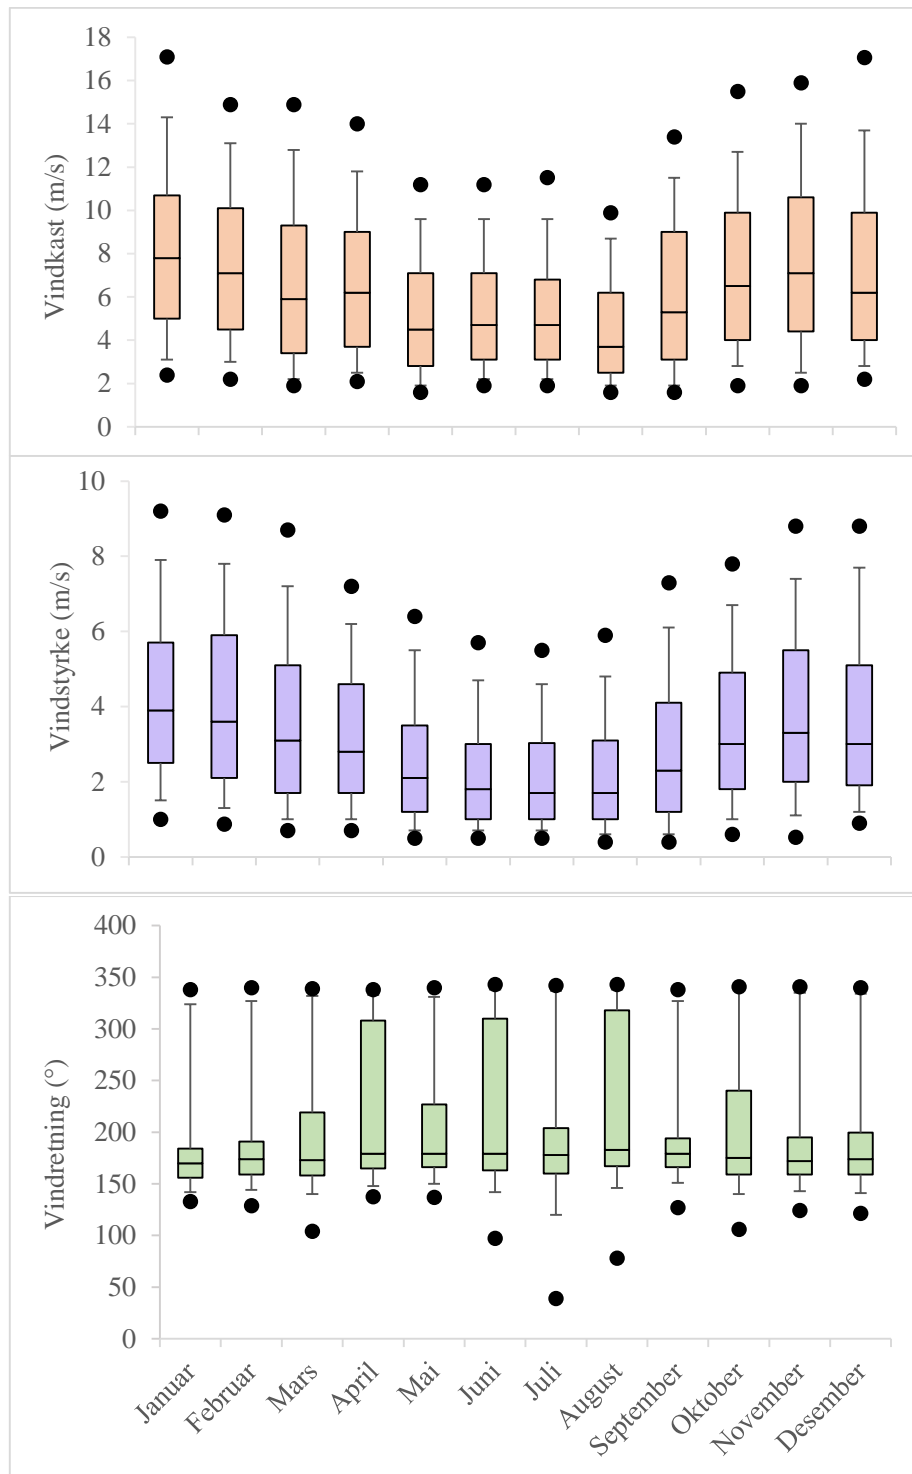 Vindkast (m/s)
18
16
14
12
10
8
6
4
2
0
Vindstyrke (m/s)
10
8
6
4
2
0
Vindretning (°)
400
350
300
250
200
150
100
50
0
Januar
Februar
Mars
April
Mai
Juni
Juli
August
September
Oktober
November
Desember